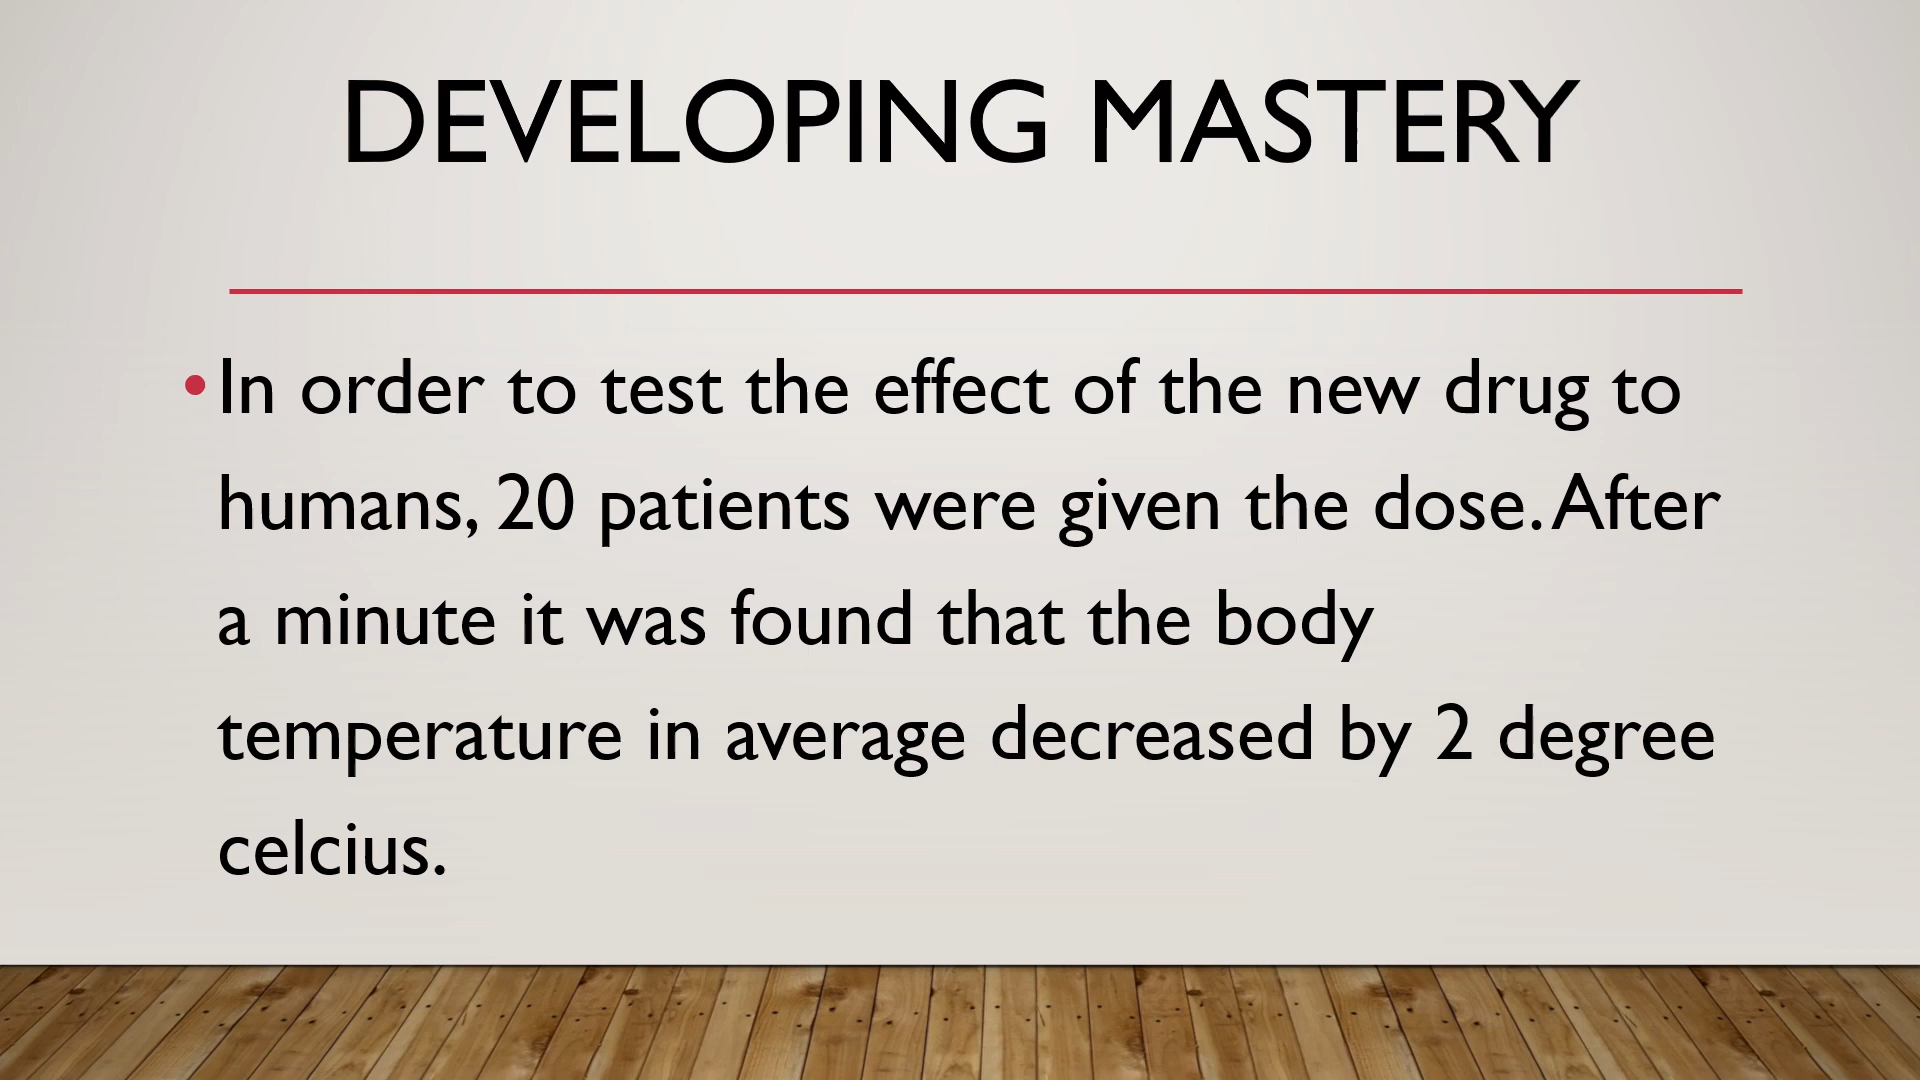 DEVELOPING MASTERY
• In order to test the effect of the new drug to
humans, 20 patients were given the dose. After
a minute it was found that the body
temperature in average decreased by 2 degree
celcius.